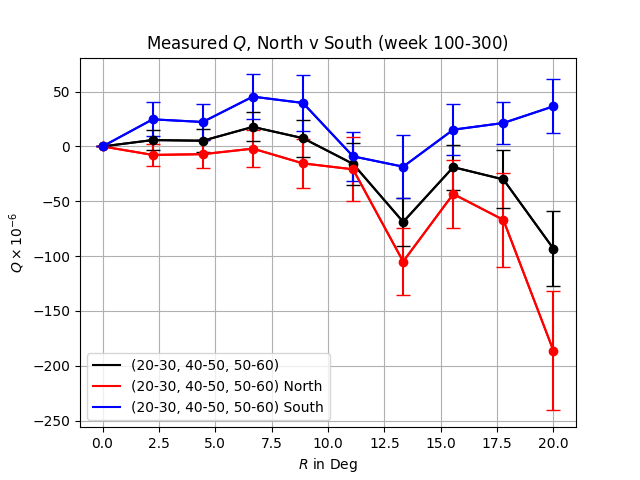 Measured Q, North v South (week 100-300)
50
0
−50
−100
−150
−200
−250
Q × 10⁻⁶
(20-30, 40-50, 50-60)
(20-30, 40-50, 50-60) North
(20-30, 40-50, 50-60) South
0.0 2.5 5.0 7.5 10.0 12.5 15.0 17.5 20.0
R in Deg